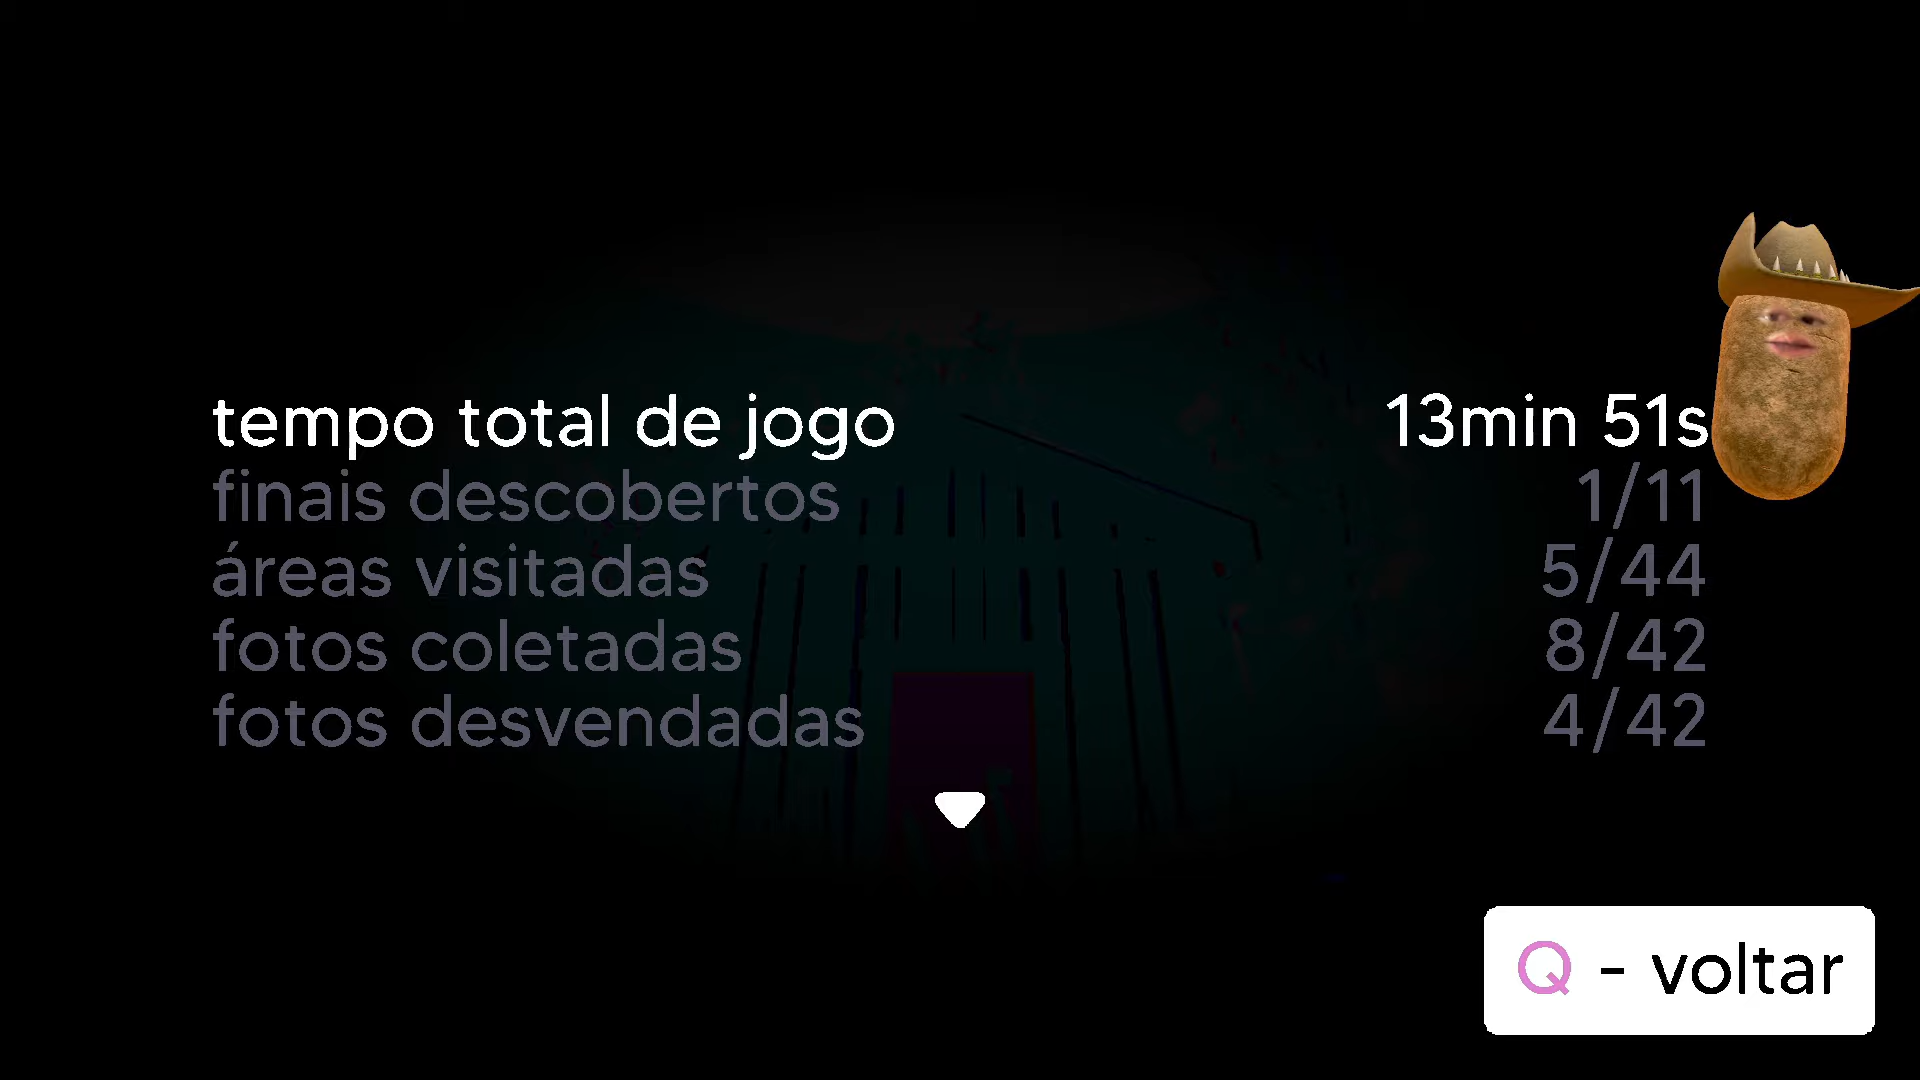 tempo total de jogo 13min 51s
finais descobertos 1/11
áreas visitadas 5/44
fotos coletadas 8/42
fotos desvendadas 4/42
Q - voltar